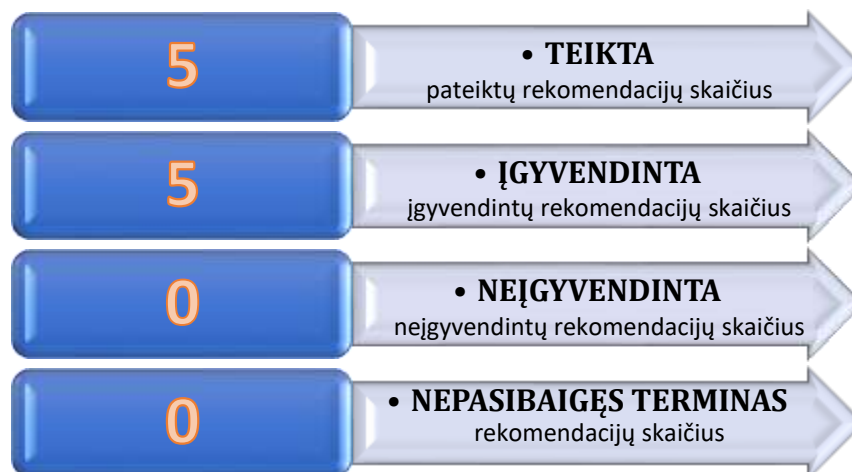 5
• TEIKTA
pateiktų rekomendacijų skaičius
5
• ĮGYVENDINTA
įgyvendintų rekomendacijų skaičius
0
• NEĮGYVENDINTA
neįgyvendintų rekomendacijų skaičius
0
• NEPASIBAIGĘS TERMINAS
rekomendacijų skaičius